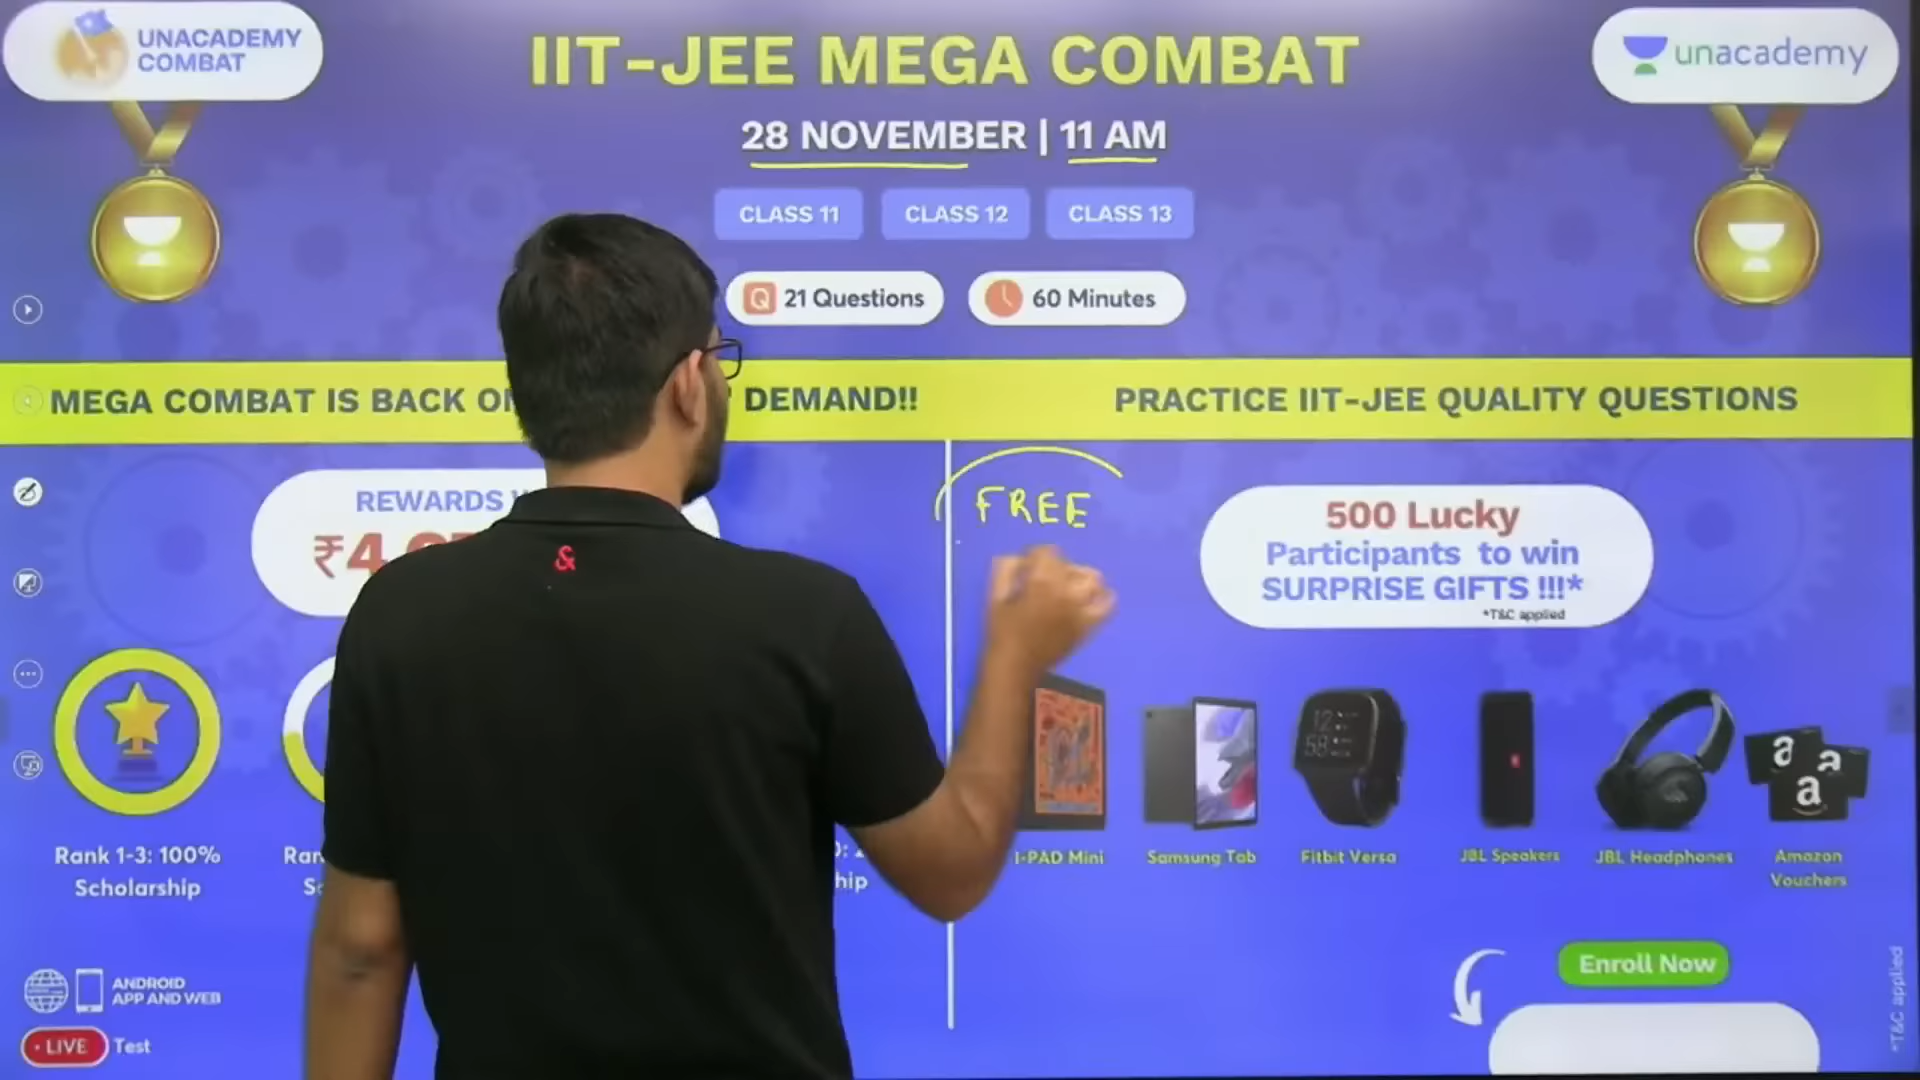 UNACADEMY
COMBAT
IIT-JEE MEGA COMBAT
unacademy
28 NOVEMBER | 11 AM
CLASS 11
CLASS 12
CLASS 13
Q 21 Questions
60 Minutes
MEGA COMBAT IS BACK
DEMAND!!
PRACTICE IIT-JEE QUALITY QUESTIONS
REWARDS
₹4
FREE
500 Lucky
Participants to win
SURPRISE GIFTS !!!*
*T&C applied
&
12
58
a
a
a
Rank 1-3: 100%
Scholarship
I-PAD Mini
Samsung Tab
Fitbit Versa
JBL Speakers
JBL Headphones
Amazon
Vouchers
ANDROID
APP AND WEB
• LIVE Test
Enroll Now
*T&C applied